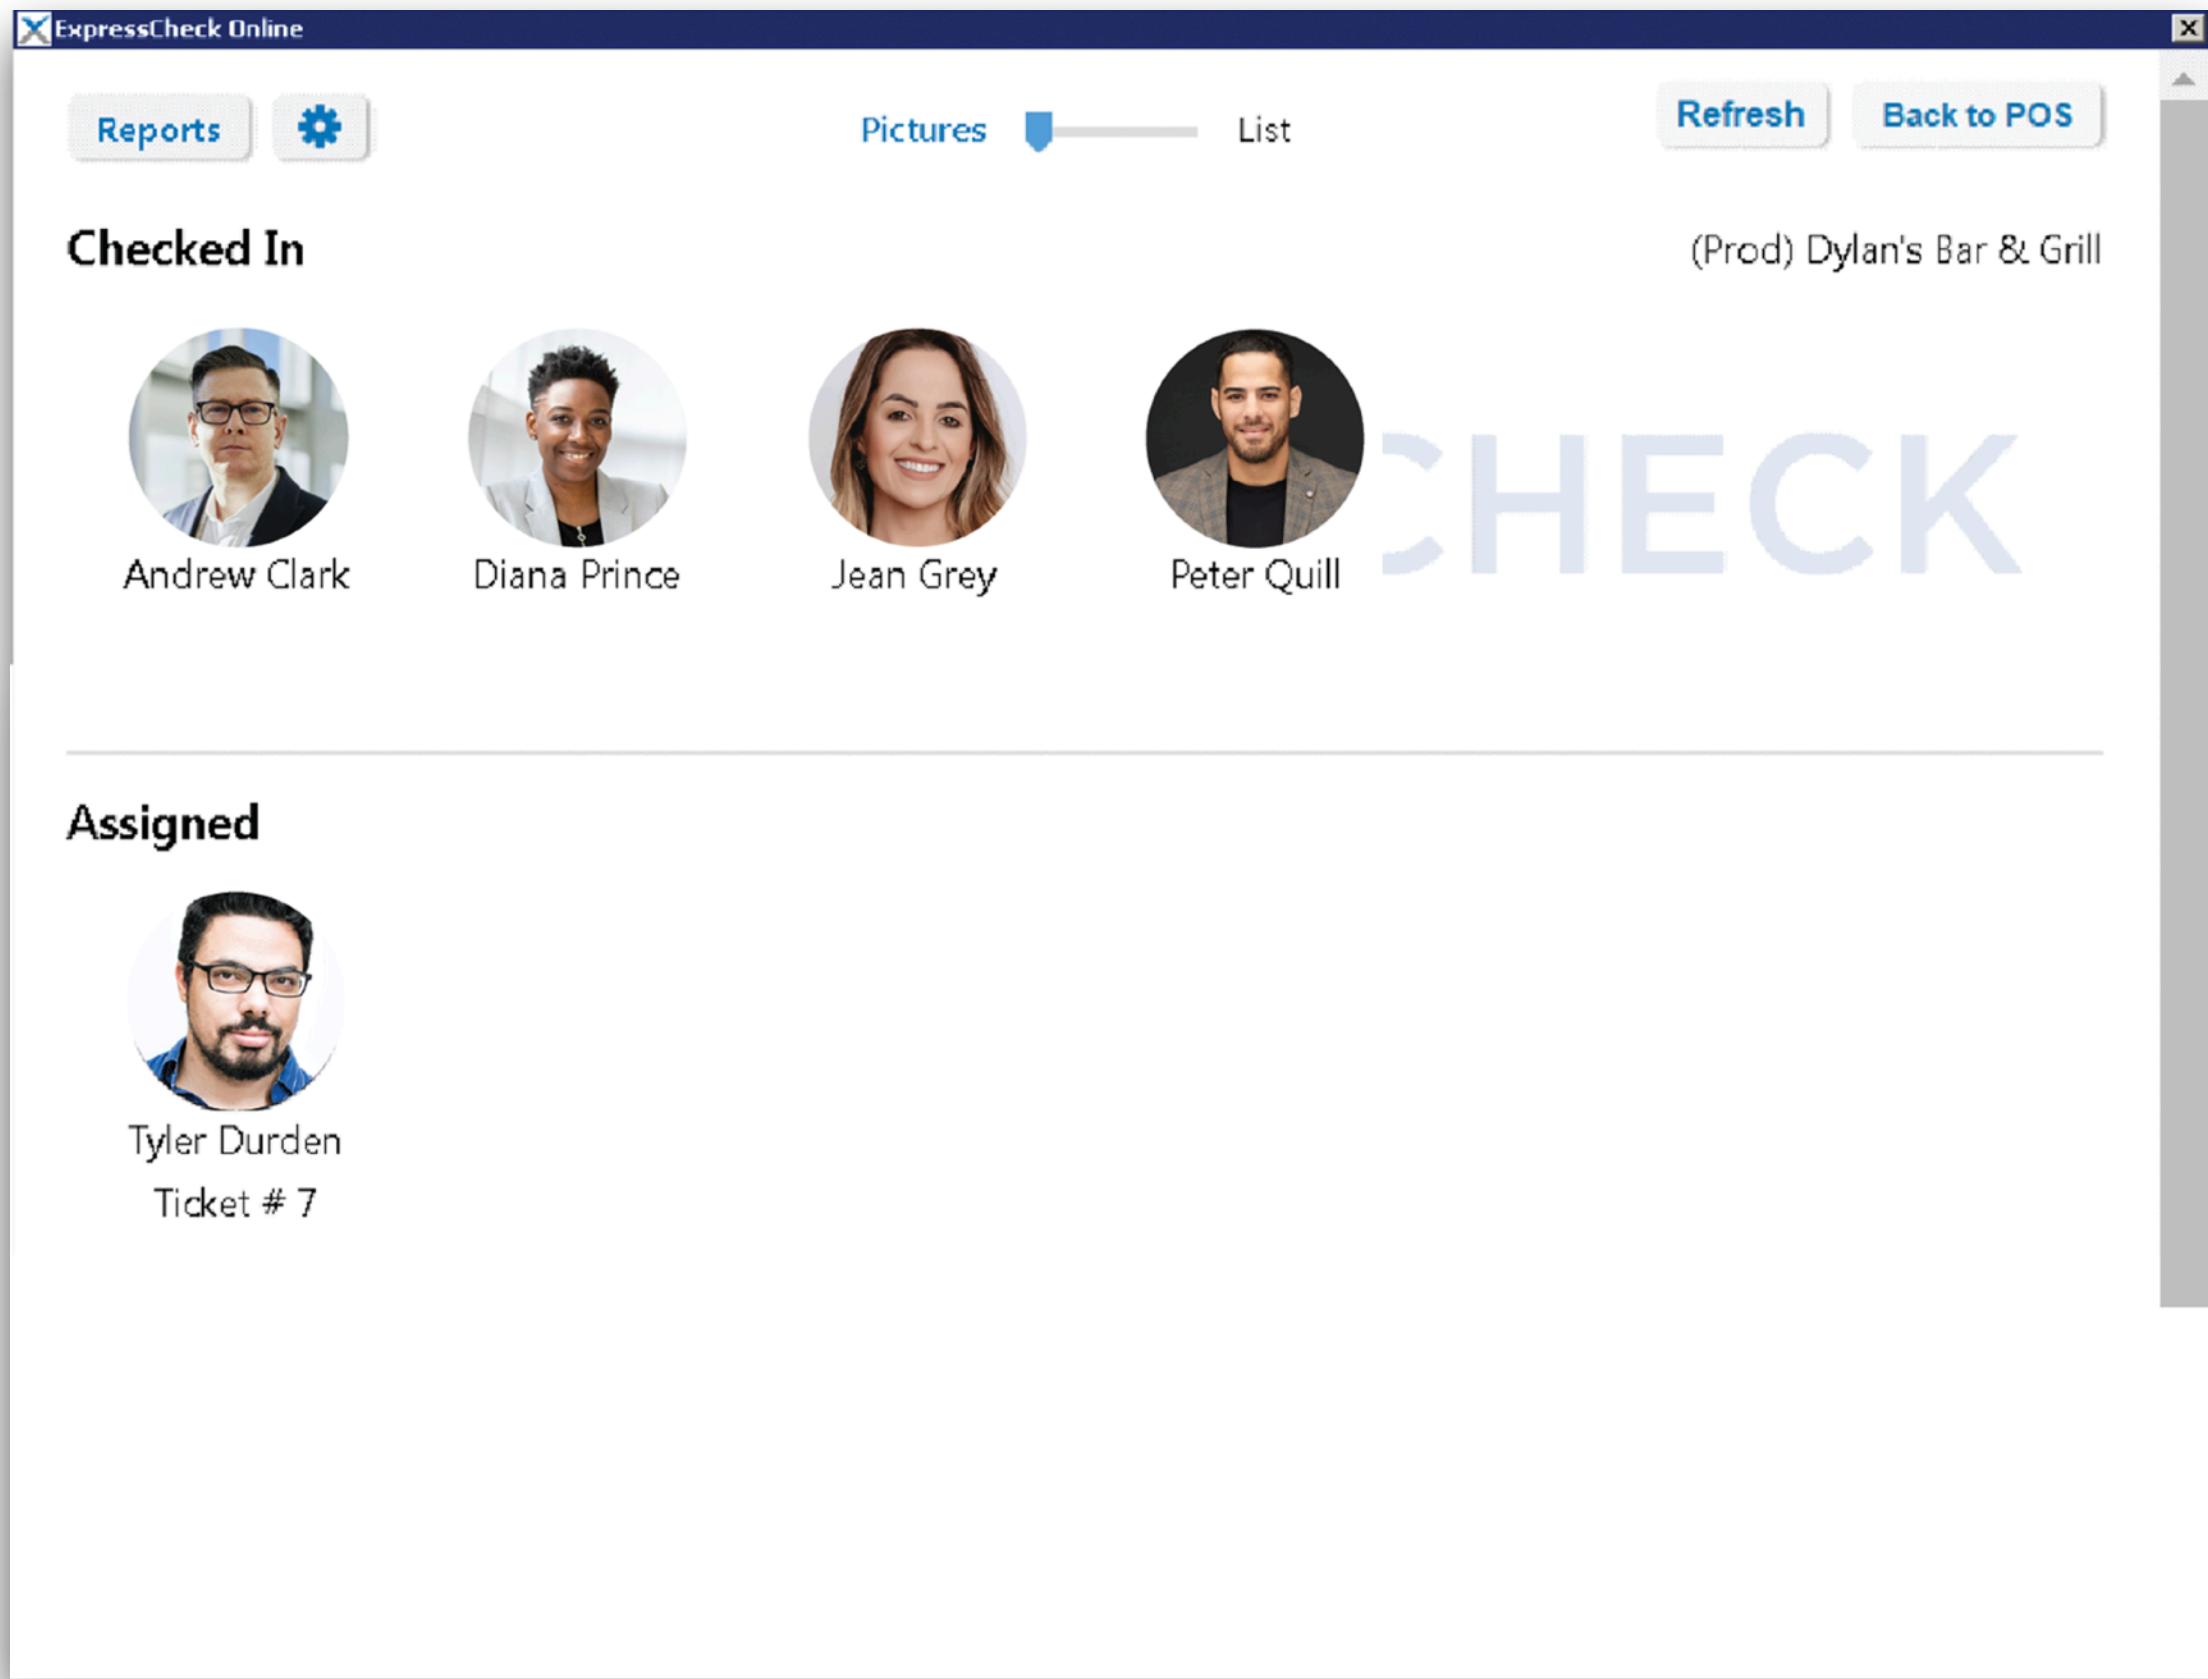 ExpressCheck Online
Reports
Pictures
List
Refresh
Back to POS
Checked In
(Prod) Dylan's Bar & Grill
CHECK
Andrew Clark
Diana Prince
Jean Grey
Peter Quill
Assigned
Tyler Durden
Ticket # 7